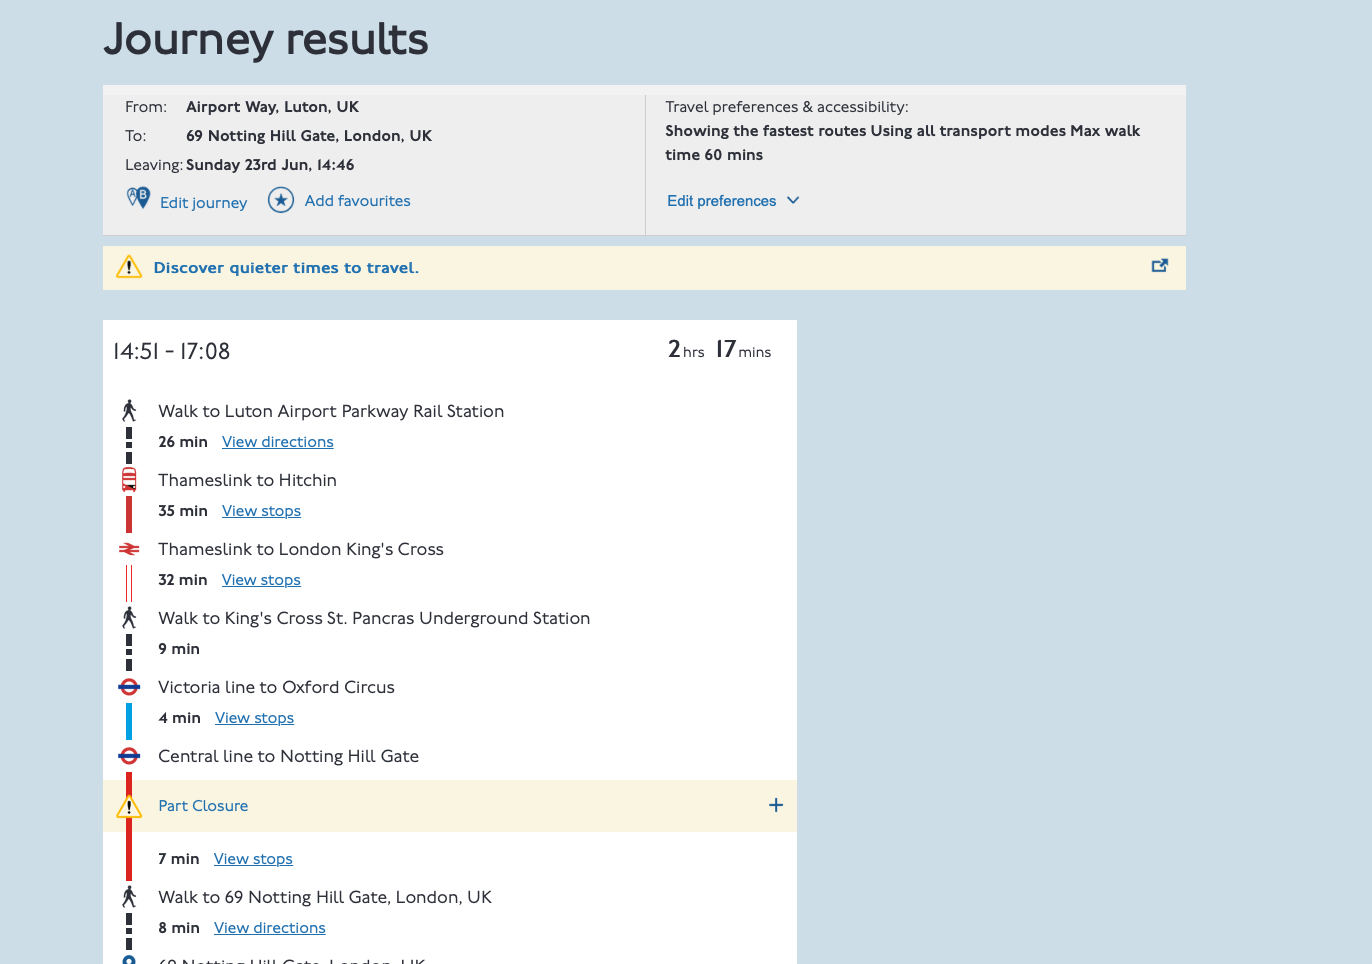 Journey results
From: Airport Way, Luton, UK
To: 69 Notting Hill Gate, London, UK
Leaving: Sunday 23rd Jun, 14:46
A B Edit journey Add favourites
Travel preferences & accessibility:
Showing the fastest routes Using all transport modes Max walk
time 60 mins
Edit preferences
Discover quieter times to travel.
14:51 - 17:08 2 hrs 17 mins
Walk to Luton Airport Parkway Rail Station
26 min View directions
Thameslink to Hitchin
35 min View stops
Thameslink to London King's Cross
32 min View stops
Walk to King's Cross St. Pancras Underground Station
9 min
Victoria line to Oxford Circus
4 min View stops
Central line to Notting Hill Gate
Part Closure
7 min View stops
Walk to 69 Notting Hill Gate, London, UK
8 min View directions
69 Notting Hill Gate, London, UK